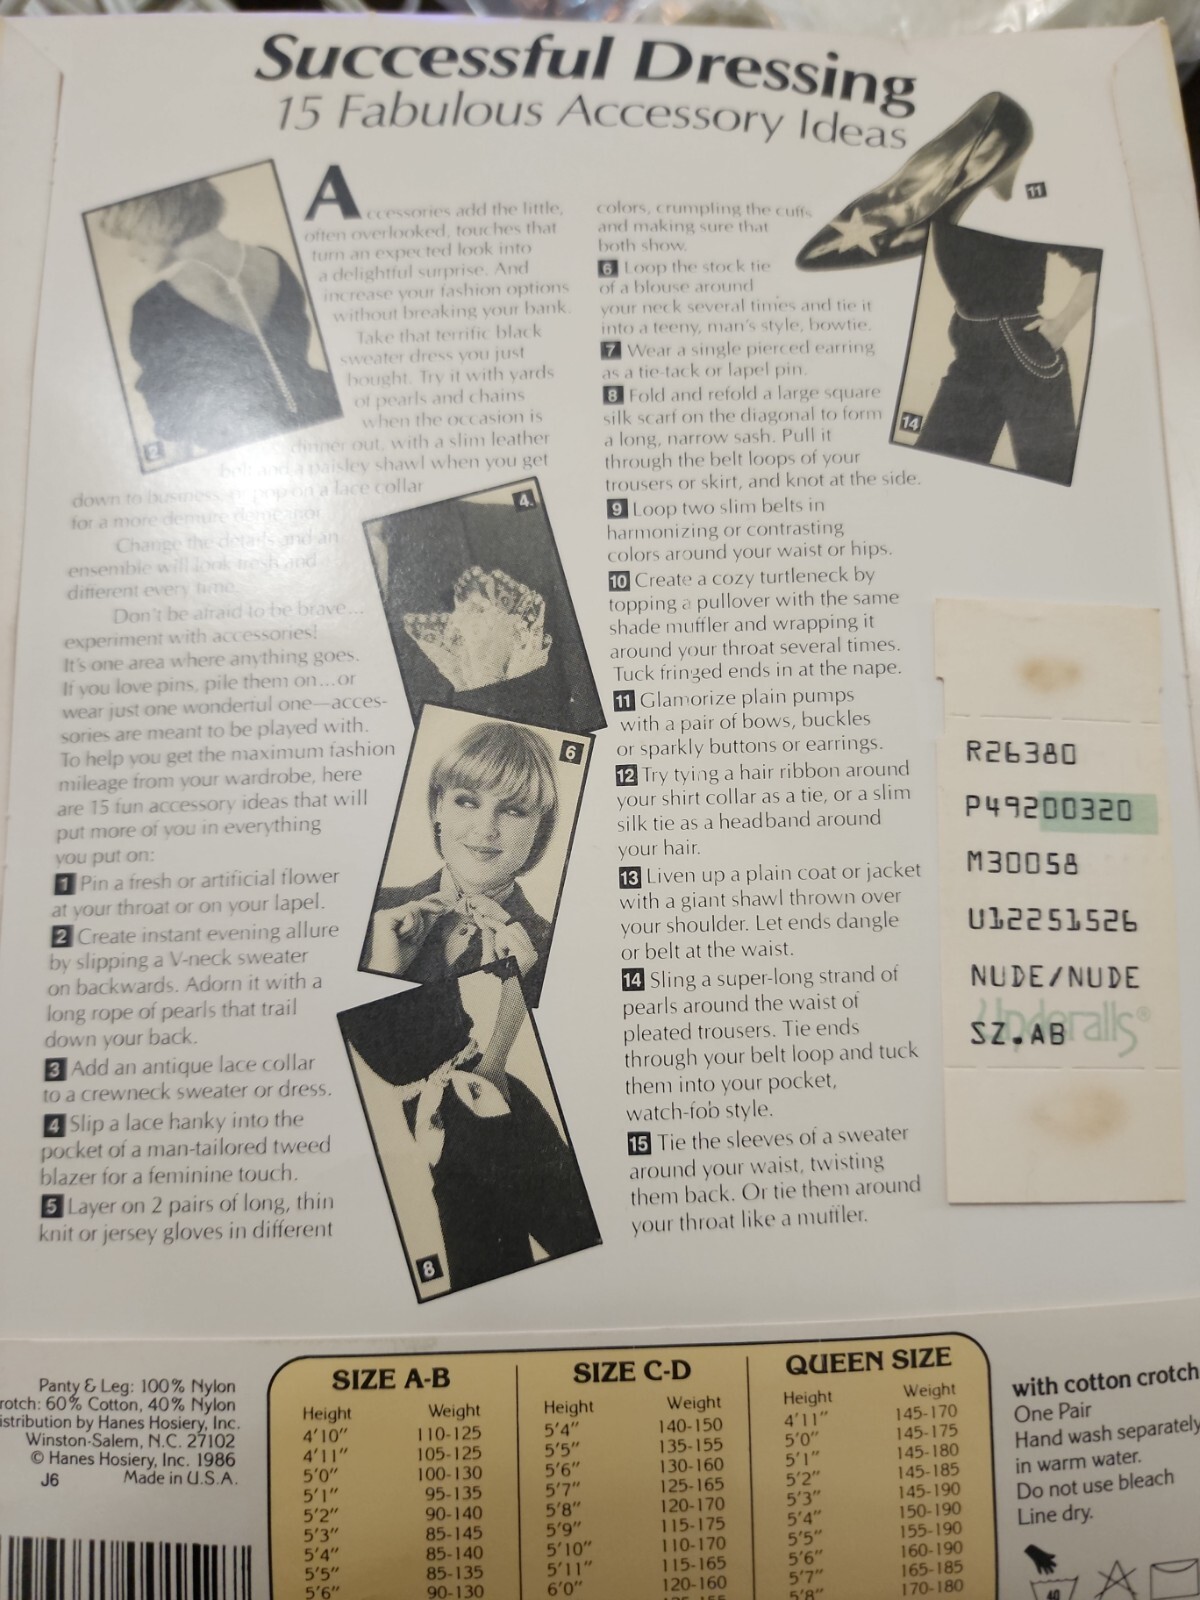 Successful Dressing
15 Fabulous Accessory Ideas
Accessories add the little,
often overlooked, touches that
turn an expected look into
a delightful surprise. And
increase your fashion options
without breaking your bank.
Take that terrific black
sweater dress you just
bought. Try it with yards
of pearls and chains
when the occasion is
dinner out, with a slim leather
belt and a paisley shawl when you get
down to business, or pop on a lace collar
for a more demure demeanor.
Change the details and an
ensemble will look fresh and
different every time.
Don't be afraid to be brave...
experiment with accessories!
It's one area where anything goes.
If you love pins, pile them on...or
wear just one wonderful one—acces-
sories are meant to be played with.
To help you get the maximum fashion
mileage from your wardrobe, here
are 15 fun accessory ideas that will
put more of you in everything
you put on:
1 Pin a fresh or artificial flower
at your throat or on your lapel.
2 Create instant evening allure
by slipping a V-neck sweater
on backwards. Adorn it with a
long rope of pearls that trail
down your back.
3 Add an antique lace collar
to a crewneck sweater or dress.
4 Slip a lace hanky into the
pocket of a man-tailored tweed
blazer for a feminine touch.
5 Layer on 2 pairs of long, thin
knit or jersey gloves in different
colors, crumpling the cuffs
and making sure that
both show.
6 Loop the stock tie
of a blouse around
your neck several times and tie it
into a teeny, man's style, bowtie.
7 Wear a single pierced earring
as a tie-tack or lapel pin.
8 Fold and refold a large square
silk scarf on the diagonal to form
a long, narrow sash. Pull it
through the belt loops of your
trousers or skirt, and knot at the side.
9 Loop two slim belts in
harmonizing or contrasting
colors around your waist or hips.
10 Create a cozy turtleneck by
topping a pullover with the same
shade muffler and wrapping it
around your throat several times.
Tuck fringed ends in at the nape.
11 Glamorize plain pumps
with a pair of bows, buckles
or sparkly buttons or earrings.
12 Try tying a hair ribbon around
your shirt collar as a tie, or a slim
silk tie as a headband around
your hair.
13 Liven up a plain coat or jacket
with a giant shawl thrown over
your shoulder. Let ends dangle
or belt at the waist.
14 Sling a super-long strand of
pearls around the waist of
pleated trousers. Tie ends
through your belt loop and tuck
them into your pocket,
watch-fob style.
15 Tie the sleeves of a sweater
around your waist, twisting
them back. Or tie them around
your throat like a muffler.
2
4.
6
8
11
14
R26380
P49200320
M30058
U12251526
NUDE/NUDE
Underalls®
SZ.AB
Panty & Leg: 100% Nylon
rotch: 60% Cotton, 40% Nylon
istribution by Hanes Hosiery, Inc.
Winston-Salem, N.C. 27102
© Hanes Hosiery, Inc. 1986
J6 Made in U.S.A.
SIZE A-B
Height Weight
4'10" 110-125
4'11" 105-125
5'0" 100-130
5'1" 95-135
5'2" 90-140
5'3" 85-145
5'4" 85-140
5'5" 85-135
5'6" 90-130
SIZE C-D
Height Weight
5'4" 140-150
5'5" 135-155
5'6" 130-160
5'7" 125-165
5'8" 120-170
5'9" 115-175
5'10" 110-170
5'11" 115-165
6'0" 120-160
QUEEN SIZE
Height Weight
4'11" 145-170
5'0" 145-175
5'1" 145-180
5'2" 145-185
5'3" 145-190
5'4" 150-190
5'5" 155-190
5'6" 160-190
5'7" 165-185
5'8" 170-180
with cotton crotch
One Pair
Hand wash separately
in warm water.
Do not use bleach
Line dry.
40